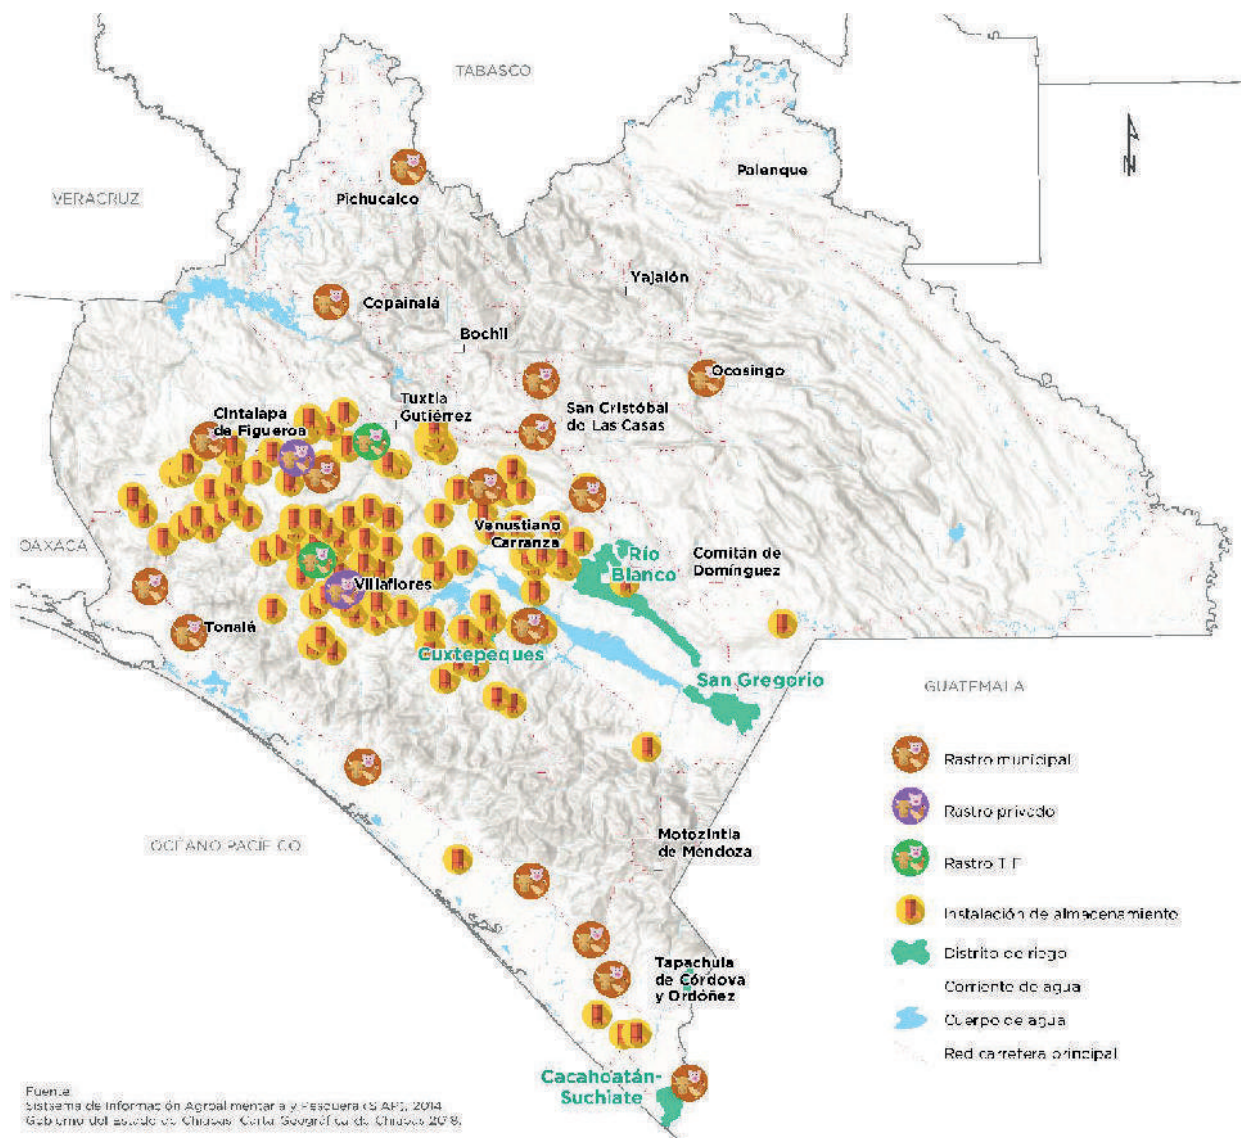 TABASCO
Palenque
VERACRUZ
Pichucalco
Yajalón
Copainalá
Bochil
Ocosingo
Tuxtla
Gutiérrez
Cintalapa
de Figueroa
San Cristóbal
de Las Casas
Venustiano
Carranza
OAXACA
Río
Blanco
Comitán de
Domínguez
Villaflores
Tonalá
Cuxtepeques
San Gregorio
GUATEMALA
Rastro municipal
Rastro privado
Motozintla
de Mendoza
OCÉANO PACÍFICO
Rastro TIF
Instalación de almacenamiento
Distrito de riego
Tapachula
de Córdova
y Ordóñez
Corriente de agua
Cuerpo de agua
Red carretera principal
Cacahoatán-
Suchiate
N
Fuente:
Sistsema de Información Agroalimentaria y Pesquera (SIAP), 2014.
Gobierno del Estado de Chiapas. Carta Geográfica de Chiapas 2018.